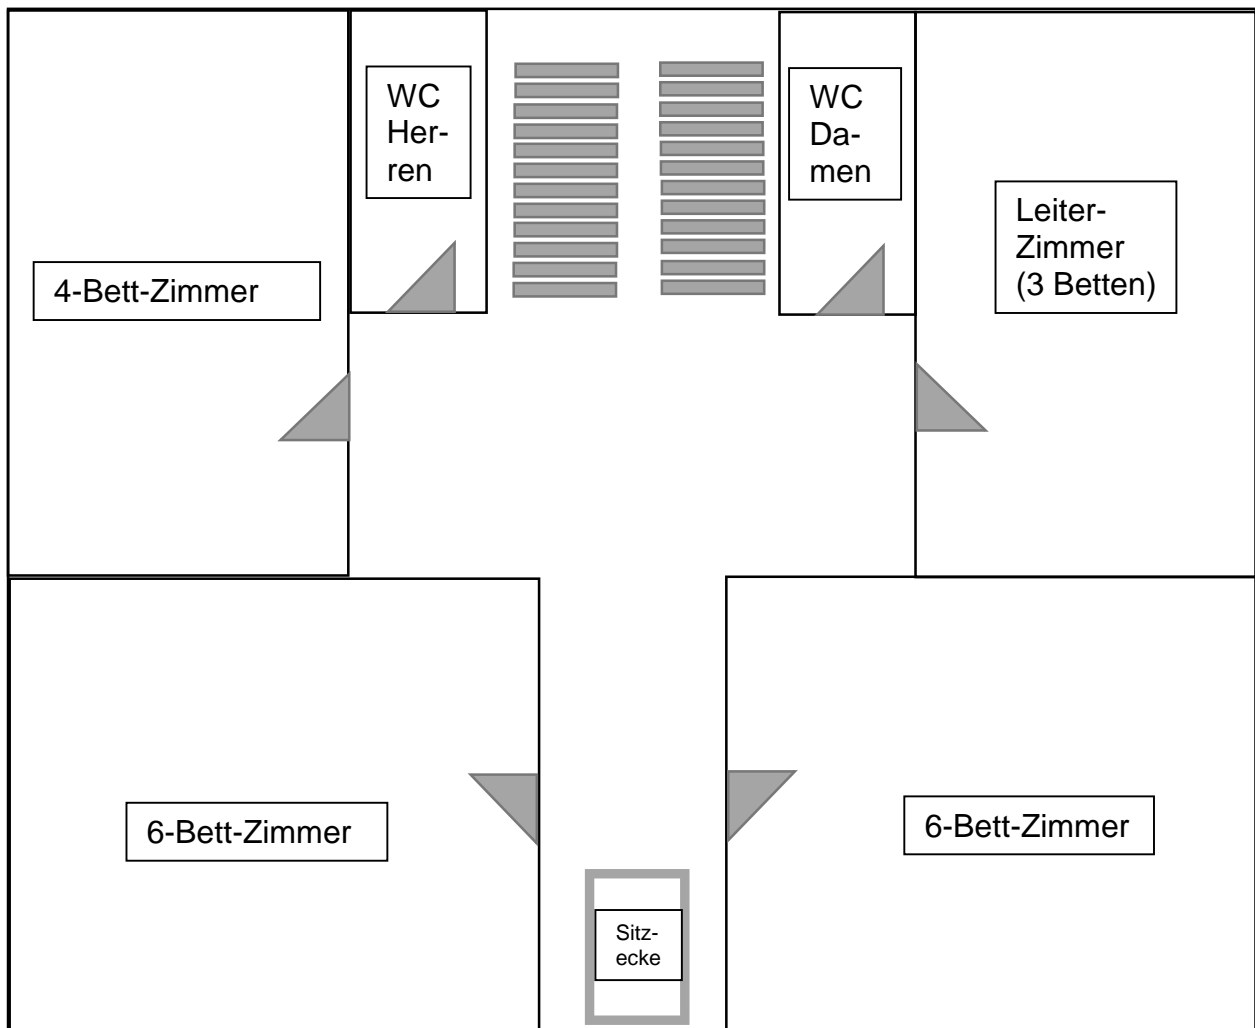 WC
Her-
ren
WC
Da-
men
Leiter-
Zimmer
(3 Betten)
4-Bett-Zimmer
6-Bett-Zimmer
6-Bett-Zimmer
Sitz-
ecke